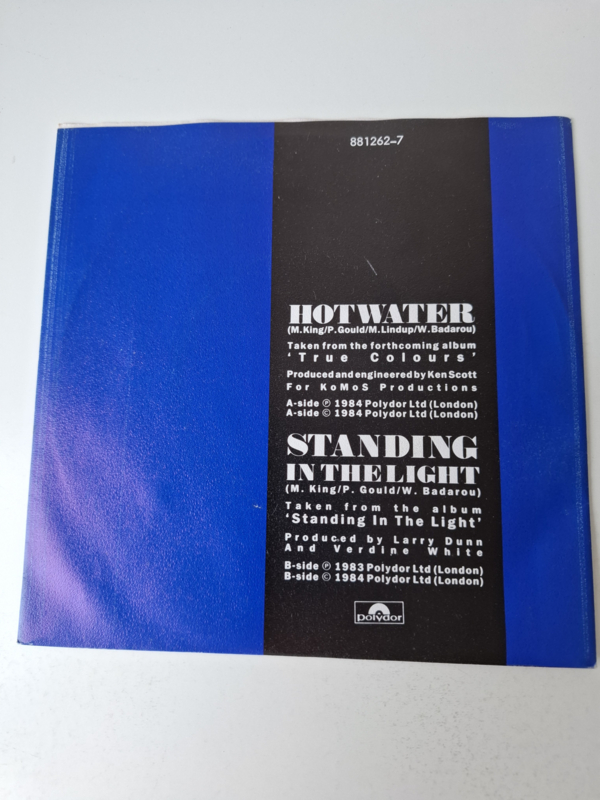 881262-7
HOT WATER
(M. King/P. Gould/M. Lindup/W. Badarou)
Taken from the forthcoming album
‘True Colours’
Produced and engineered by Ken Scott
For KoMoS Productions
A-side ℗ 1984 Polydor Ltd (London)
A-side © 1984 Polydor Ltd (London)
STANDING
IN THE LIGHT
(M. King/P. Gould/W. Badarou)
Taken from the album
‘Standing In The Light’
Produced by Larry Dunn
And Verdine White
B-side ℗ 1983 Polydor Ltd (London)
B-side © 1984 Polydor Ltd (London)
polydor